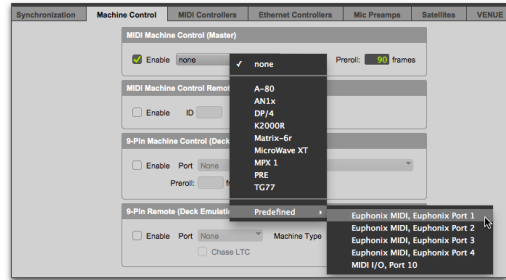 Synchronization Machine Control MIDI Controllers Ethernet Controllers Mic Preamps Satellites VENUE
MIDI Machine Control (Master)
Enable none Preroll: 90 frames
✓ none
A-80
AN1x
DP/4
K2000R
Matrix-6r
MicroWave XT
MPX 1
PRE
TG77
Predefined
Euphonix MIDI, Euphonix Port 1
Euphonix MIDI, Euphonix Port 2
Euphonix MIDI, Euphonix Port 3
Euphonix MIDI, Euphonix Port 4
MIDI I/O, Port 10
MIDI Machine Control Remo
Enable ID
9-Pin Machine Control (Deck
Enable Port None
Preroll: f
9-Pin Remote (Deck Emulati
Enable Port None Machine Type
Chase LTC